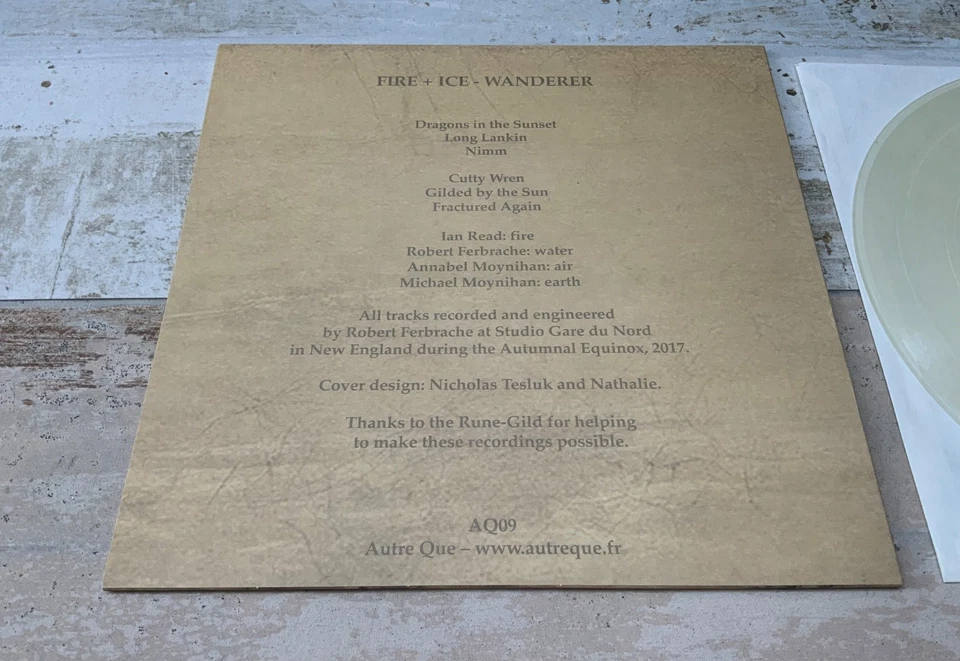 FIRE + ICE - WANDERER
Dragons in the Sunset
Long Lankin
Nimm
Cutty Wren
Gilded by the Sun
Fractured Again
Ian Read: fire
Robert Ferbrache: water
Annabel Moynihan: air
Michael Moynihan: earth
All tracks recorded and engineered
by Robert Ferbrache at Studio Gare du Nord
in New England during the Autumnal Equinox, 2017.
Cover design: Nicholas Tesluk and Nathalie.
Thanks to the Rune-Gild for helping
to make these recordings possible.
AQ09
Autre Que – www.autreque.fr